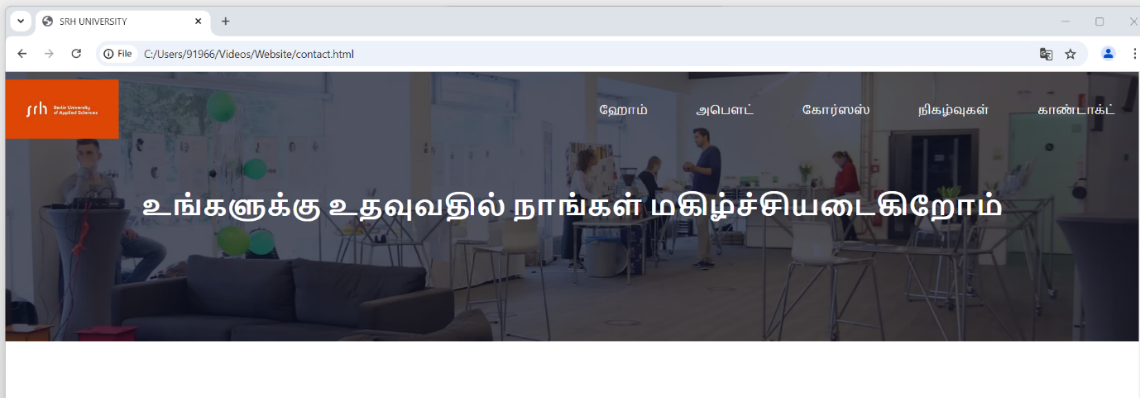 SRH UNIVERSITY
File C:/Users/91966/Videos/Website/contact.html
srh Berlin University
of Applied Sciences
ஹோம் அபௌட் கோர்ஸஸ் நிகழ்வுகள் காண்டாக்ட்
உங்களுக்கு உதவுவதில் நாங்கள் மகிழ்ச்சியடைகிறோம்